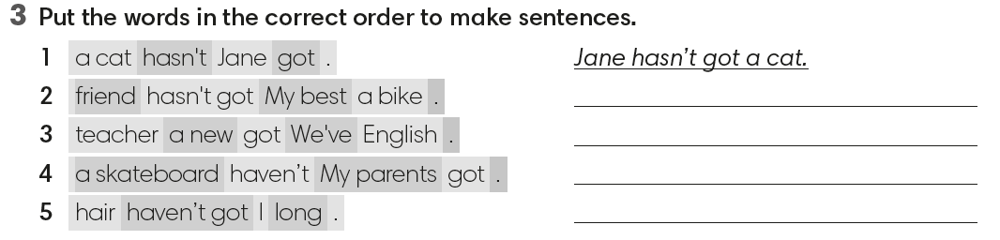 3 Put the words in the correct order to make sentences.
1 a cat hasn't Jane got . Jane hasn't got a cat.
2 friend hasn't got My best a bike .
3 teacher a new got We've English .
4 a skateboard haven't My parents got .
5 hair haven't got I long .